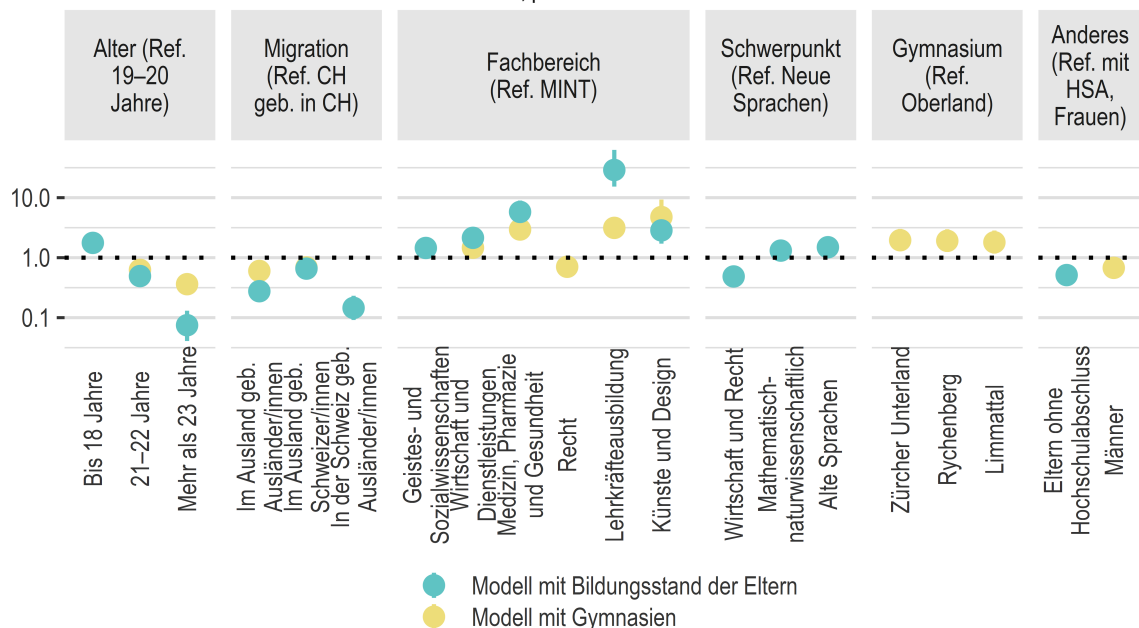 Alter (Ref.
19–20
Jahre)
Migration
(Ref. CH
geb. in CH)
Fachbereich
(Ref. MINT)
Schwerpunkt
(Ref. Neue
Sprachen)
Gymnasium
(Ref.
Oberland)
Anderes
(Ref. mit
HSA,
Frauen)
10.0
1.0
0.1
Bis 18 Jahre
21–22 Jahre
Mehr als 23 Jahre
Im Ausland geb.
Ausländer/innen
Im Ausland geb.
Schweizer/innen
In der Schweiz geb.
Ausländer/innen
Geistes- und
Sozialwissenschaften
Wirtschaft und
Dienstleistungen
Medizin, Pharmazie
und Gesundheit
Recht
Lehrkräfteausbildung
Künste und Design
Wirtschaft und Recht
Mathematisch-
naturwissenschaftlich
Alte Sprachen
Zürcher Unterland
Rychenberg
Limmattal
Eltern ohne
Hochschulabschluss
Männer
Modell mit Bildungsstand der Eltern
Modell mit Gymnasien